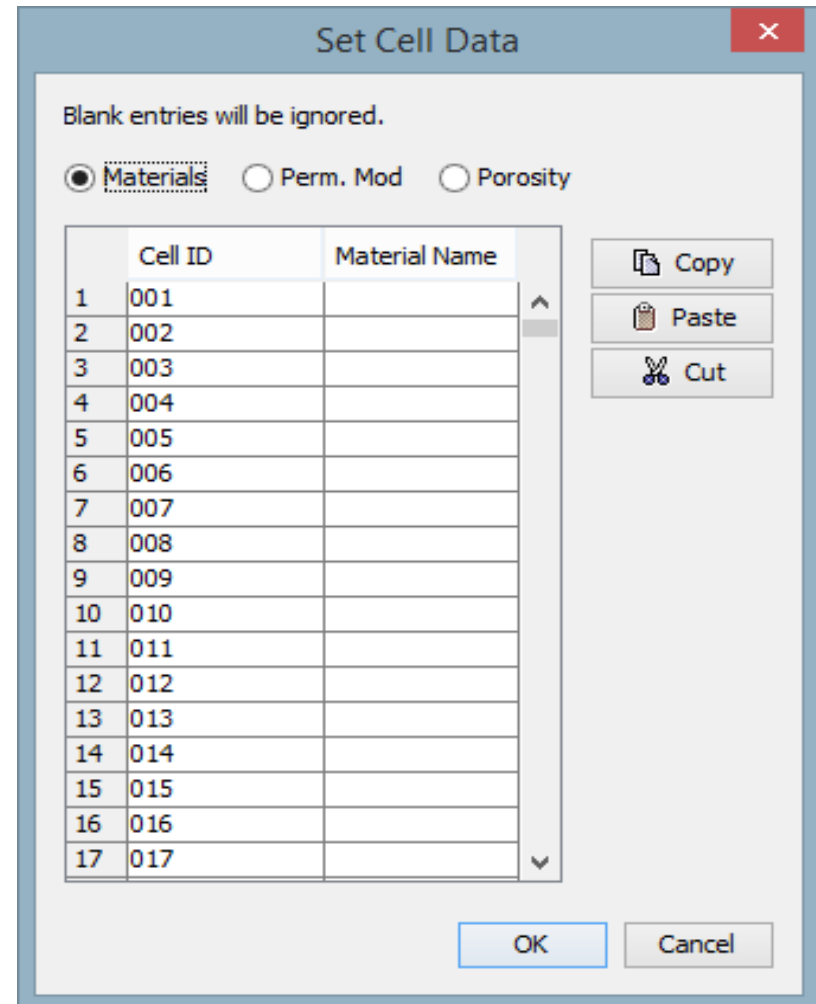 Set Cell Data
Blank entries will be ignored.
Materials Perm. Mod Porosity
Cell ID Material Name
1 001
2 002
3 003
4 004
5 005
6 006
7 007
8 008
9 009
10 010
11 011
12 012
13 013
14 014
15 015
16 016
17 017
Copy
Paste
Cut
OK Cancel